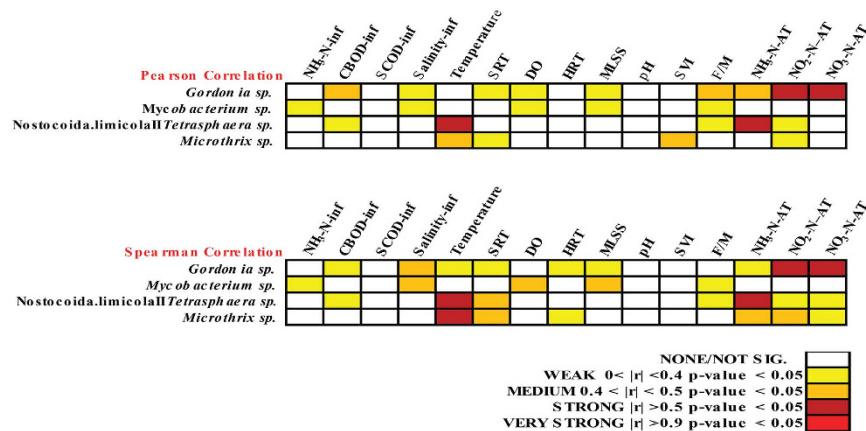 NH3-N-inf CBOD-inf SCOD-inf Salinity-inf Temperature SRT DO HRT MLSS pH SVI F/M NH3-N-AT NO2-N-AT NO3-N-AT
Pearson Correlation
Gordonia sp.
Mycobacterium sp.
Nostocoida.limicolaII Tetrasphaera sp.
Microthrix sp.
NH3-N-inf CBOD-inf SCOD-inf Salinity-inf Temperature SRT DO HRT MLSS pH SVI F/M NH3-N-AT NO2-N-AT NO3-N-AT
Spearman Correlation
Gordonia sp.
Mycobacterium sp.
Nostocoida.limicolaII Tetrasphaera sp.
Microthrix sp.
NONE/NOT SIG.
WEAK 0< |r| <0.4 p-value < 0.05
MEDIUM 0.4 < |r| < 0.5 p-value < 0.05
STRONG |r| >0.5 p-value < 0.05
VERY STRONG |r| >0.9 p-value < 0.05